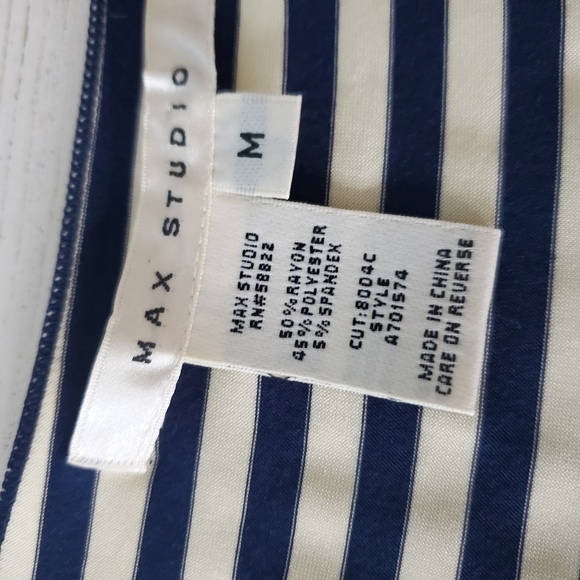 MAX STUDIO
M
MAX STUDIO
RN#58822
50% RAYON
45% POLYESTER
5% SPANDEX
CUT:8004C
STYLE
A701574
MADE IN CHINA
CARE ON REVERSE